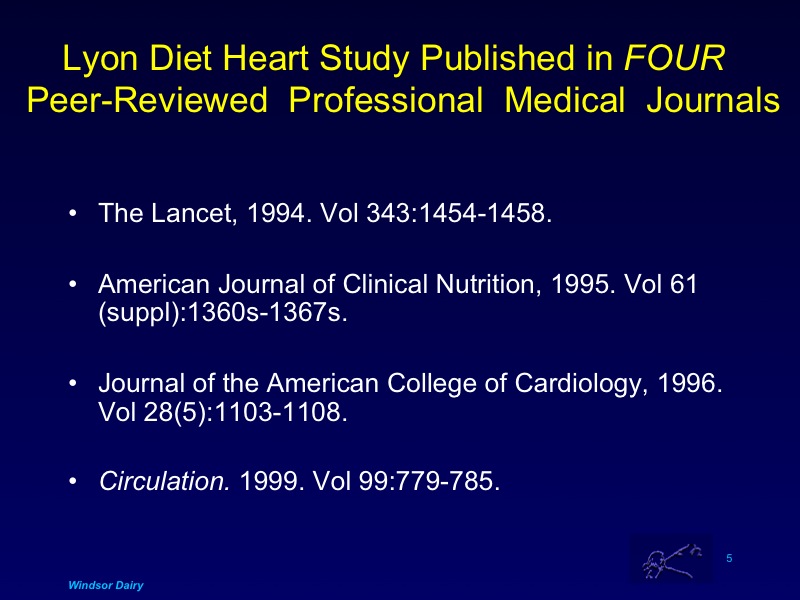 Lyon Diet Heart Study Published in FOUR
Peer-Reviewed Professional Medical Journals
• The Lancet, 1994. Vol 343:1454-1458.
• American Journal of Clinical Nutrition, 1995. Vol 61
(suppl):1360s-1367s.
• Journal of the American College of Cardiology, 1996.
Vol 28(5):1103-1108.
• Circulation. 1999. Vol 99:779-785.
5
Windsor Dairy